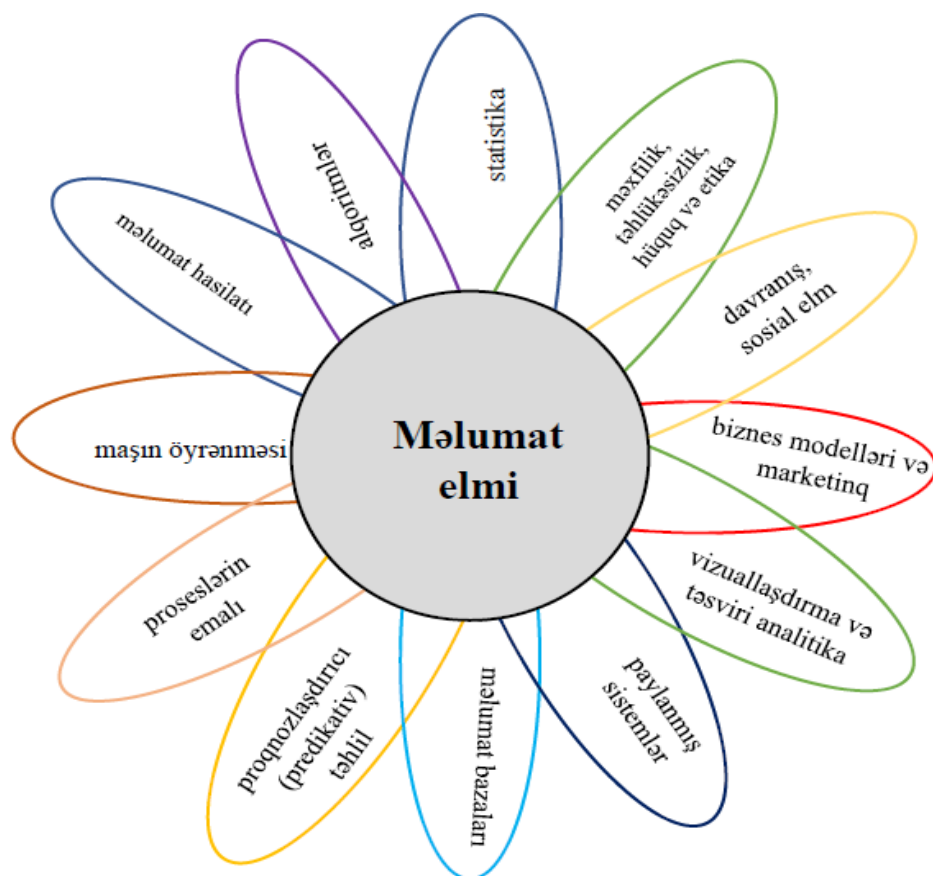 Məlumat
elmi
statistika
məxfilik,
təhlükəsizlik,
hüquq və etika
davranış,
sosial elm
biznes modelləri və
marketinq
vizuallaşdırma və
təsviri analitika
paylanmış
sistemlər
məlumat bazaları
proqnozlaşdırıcı
(predikativ)
təhlil
proseslərin
emalı
maşın öyrənməsi
məlumat hasilatı
alqoritmlər